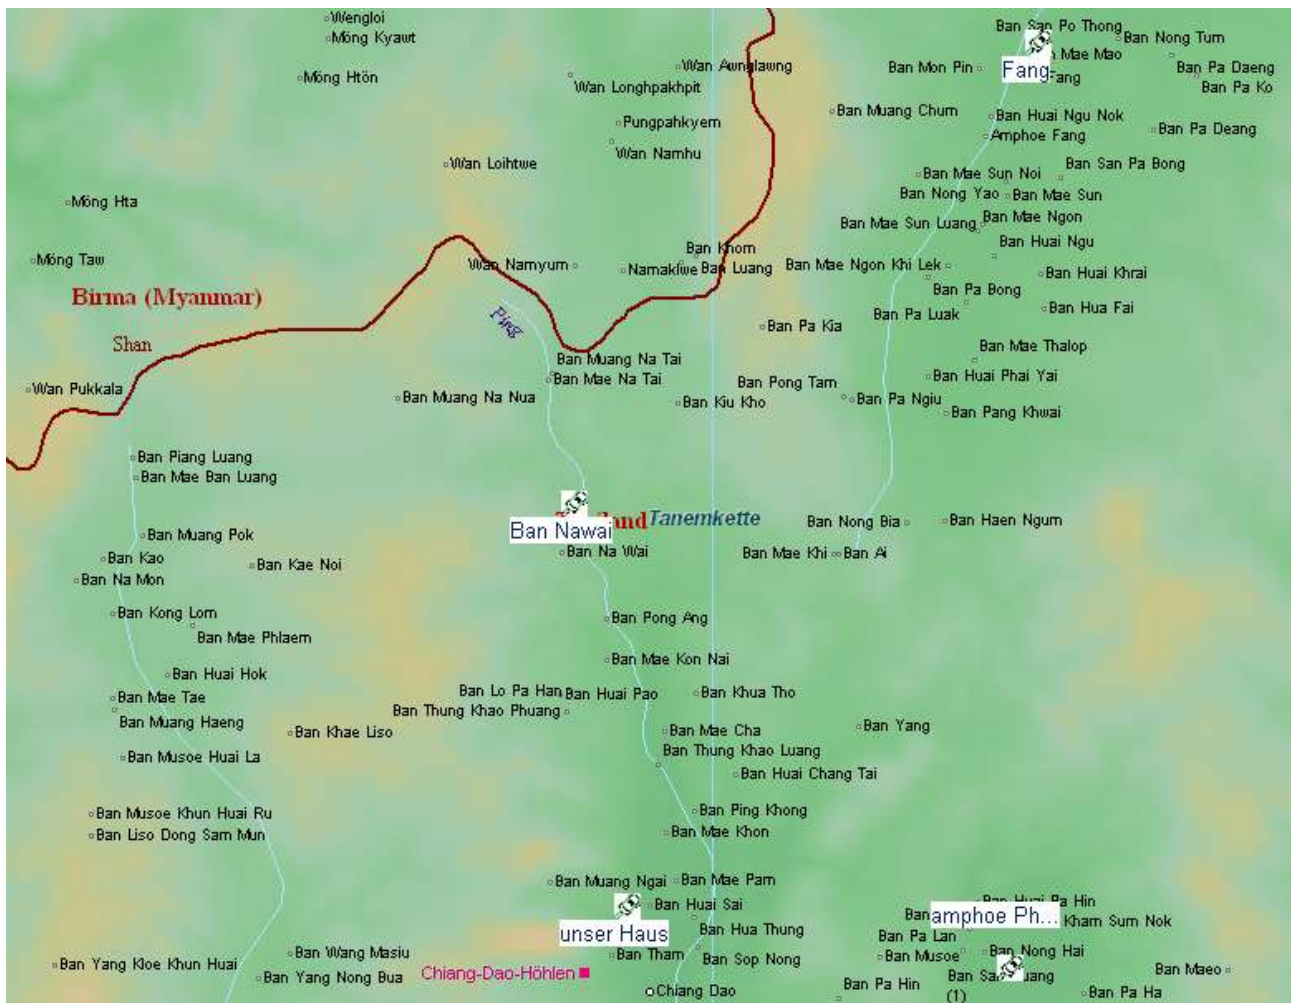 Wengloi
Ban San Po Thong
Mông Kyawt
Ban Nong Tum
n Mae Mao
Wan Awnglawng
Ban Mon Pin
Fang
Fang
Ban Pa Daeng
Mông Htön
Wan Longhpakhpit
Ban Pa Ko
Ban Muang Chum
Ban Huai Ngu Nok
Pungpahkyem
Ban Pa Deang
Amphoe Fang
Wan Namhu
Wan Loihtwe
Ban San Pa Bong
Ban Mae Sun Noi
Ban Nong Yao
Ban Mae Sun
Mông Hta
Ban Mae Ngon
Ban Mae Sun Luang
Ban Huai Ngu
Ban Khom
Mông Taw
Wan Namyum
Namaklwe
Ban Luang
Ban Mae Ngon Khi Lek
Ban Huai Khrai
Birma (Myanmar)
Ban Pa Bong
Ban Hua Fai
Ban Pa Luak
Ping
Ban Pa Kia
Shan
Ban Mae Thalop
Ban Muang Na Tai
Ban Huai Phai Yai
Ban Mae Na Tai
Ban Pong Tam
Wan Pukkala
Ban Muang Na Nua
Ban Kiu Kho
Ban Pa Ngiu
Ban Pang Khwai
Ban Piang Luang
Ban Mae Ban Luang
land
Tanemkette
Ban Nong Bia
Ban Haen Ngum
Ban Nawai
Ban Muang Pok
Ban Na Wai
Ban Mae Khi
Ban Ai
Ban Kao
Ban Kae Noi
Ban Na Mon
Ban Kong Lom
Ban Pong Ang
Ban Mae Phlaem
Ban Mae Kon Nai
Ban Huai Hok
Ban Lo Pa Han
Ban Huai Pao
Ban Khua Tho
Ban Mae Tae
Ban Thung Khao Phuang
Ban Muang Haeng
Ban Yang
Ban Khae Liso
Ban Mae Cha
Ban Thung Khao Luang
Ban Musoe Huai La
Ban Huai Chang Tai
Ban Ping Khong
Ban Musoe Khun Huai Ru
Ban Mae Khon
Ban Liso Dong Sam Mun
Ban Muang Ngai
Ban Mae Pam
Ban Huai Pa Hin
Ban Huai Sai
Ban
amphoe Ph...
Kham Sum Nok
unser Haus
Ban Hua Thung
Ban Pa Lan
Ban Wang Masiu
Ban Tham
Ban Sop Nong
Ban Musoe
Ban Nong Hai
Ban Yang Kloe Khun Huai
Chiang-Dao-Höhlen
Ban Maeo
Ban Yang Nong Bua
Ban Pa Hin
Chiang Dao
(1)
Ban Pa Ha